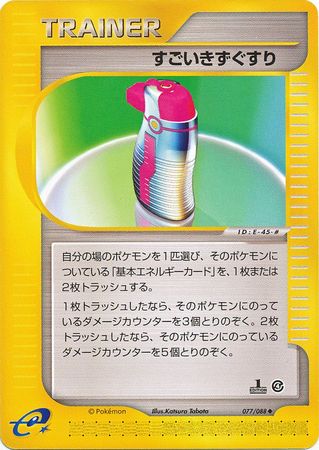 TRAINER
すごいきずぐすり
ID:E-45-#
自分の場のポケモンを1匹選び、そのポケモンに
ついている「基本エネルギーカード」を、1枚または
2枚トラッシュする。
1枚トラッシュしたなら、そのポケモンにのって
いるダメージカウンターを3個とりのぞく。2枚
トラッシュしたなら、そのポケモンにのっている
ダメージカウンターを5個とりのぞく。
1
EDITION
e
©Pokémon Illus.Katsura Tabata 077/088